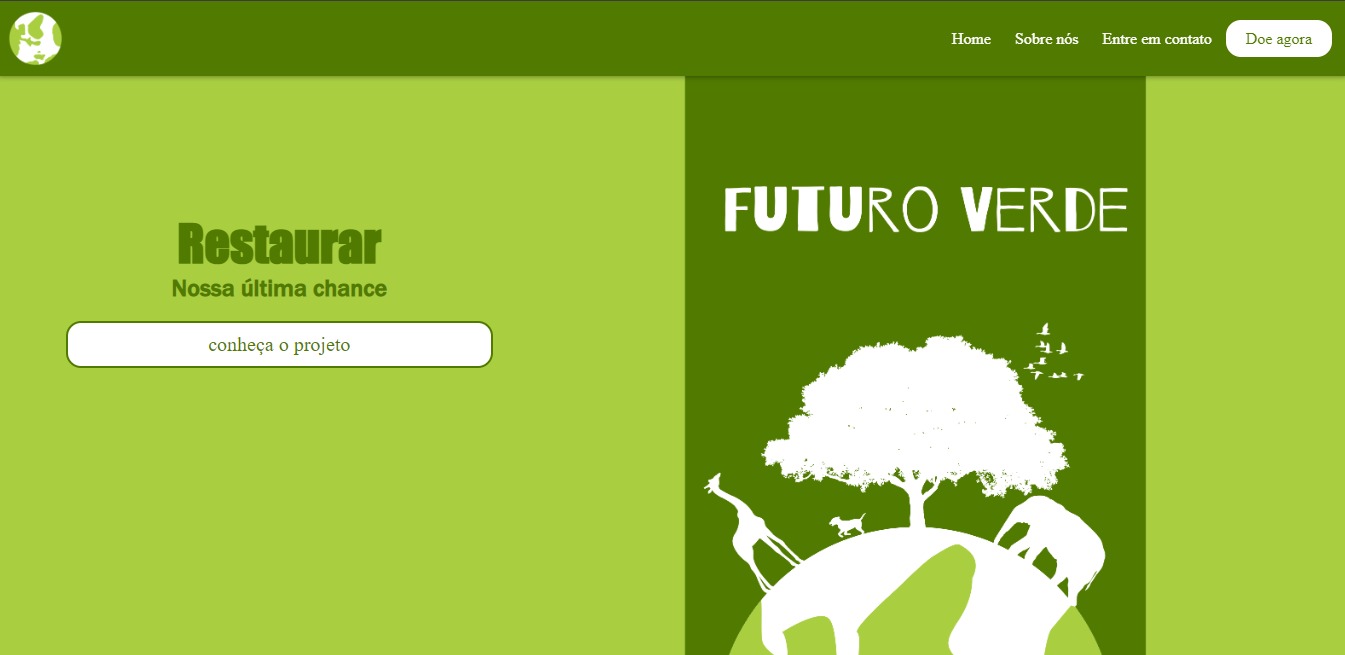 Home
Sobre nós
Entre em contato
Doe agora
Restaurar
Nossa última chance
conheça o projeto
FUTURO VERDE